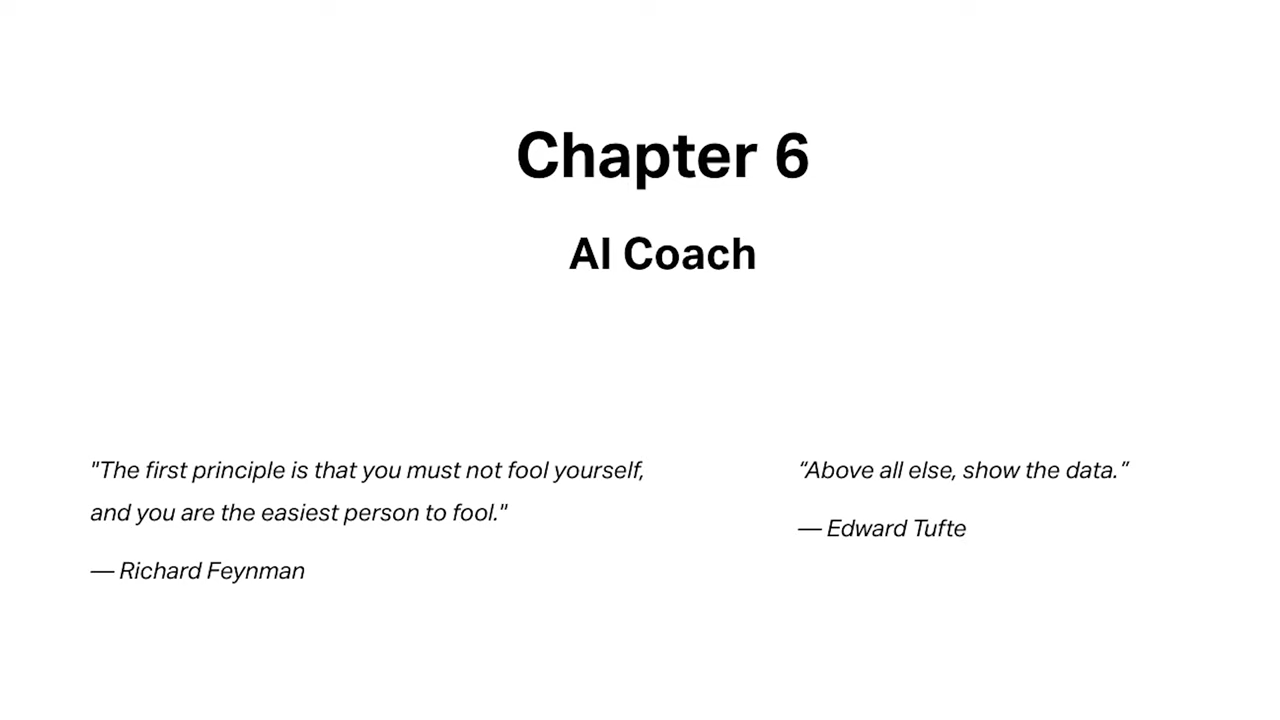 Chapter 6
AI Coach
"The first principle is that you must not fool yourself,
and you are the easiest person to fool."
— Richard Feynman
“Above all else, show the data.”
— Edward Tufte